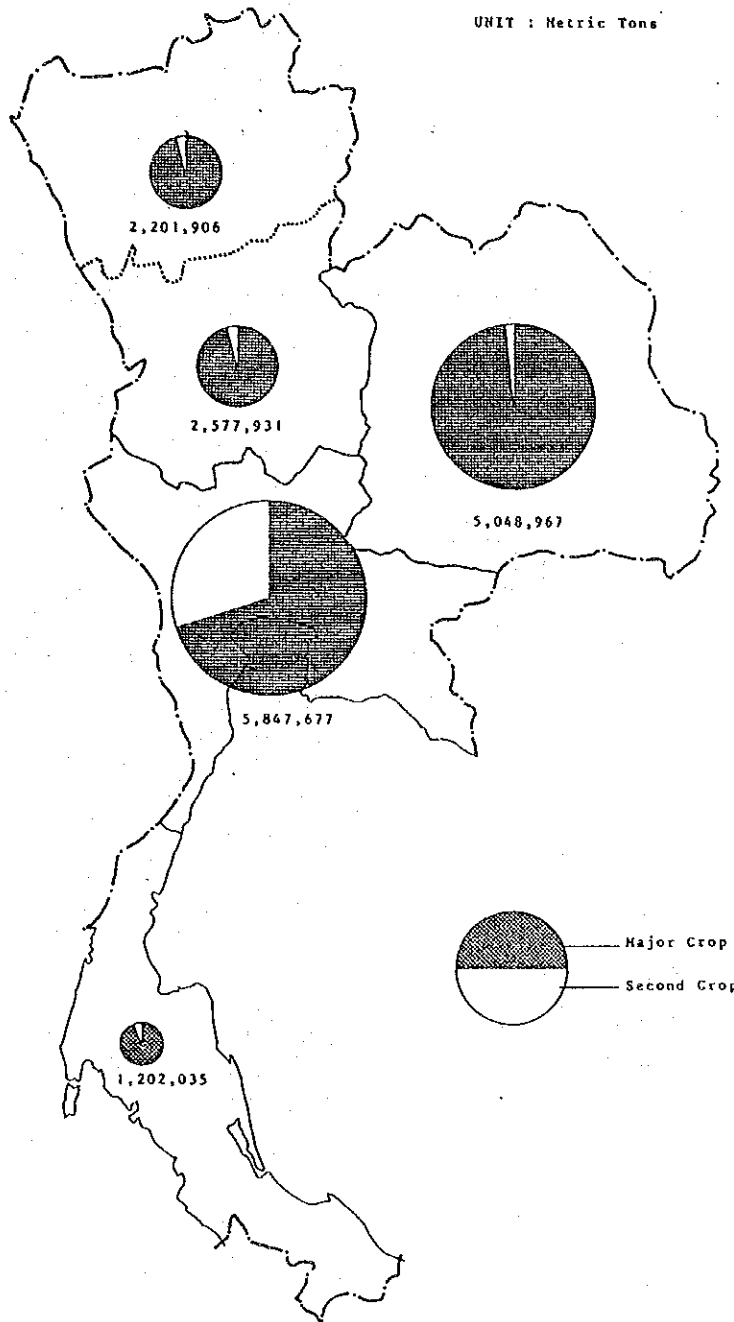 UNIT : Metric Tons
2,201,906
2,577,931
5,048,967
5,847,677
Major Crop
Second Crop
1,202,035